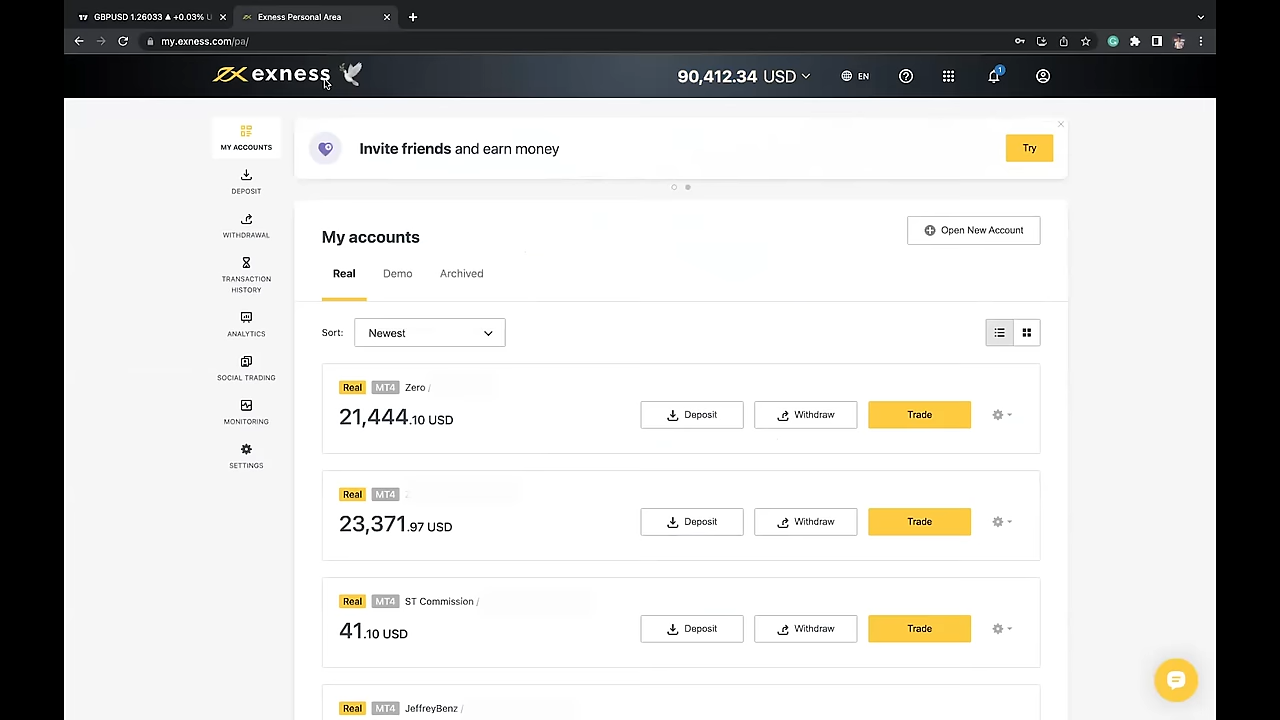 GBPUSD 1.26033 ▲ +0.03% U
Exness Personal Area
my.exness.com/pa/
exness
90,412.34 USD
EN
1
MY ACCOUNTS
DEPOSIT
WITHDRAWAL
TRANSACTION
HISTORY
ANALYTICS
SOCIAL TRADING
MONITORING
SETTINGS
Invite friends and earn money
Try
My accounts
Open New Account
Real Demo Archived
Sort: Newest
Real MT4 Zero /
21,444.10 USD
Deposit Withdraw Trade
Real MT4
23,371.97 USD
Deposit Withdraw Trade
Real MT4 ST Commission /
41.10 USD
Deposit Withdraw Trade
Real MT4 JeffreyBenz /